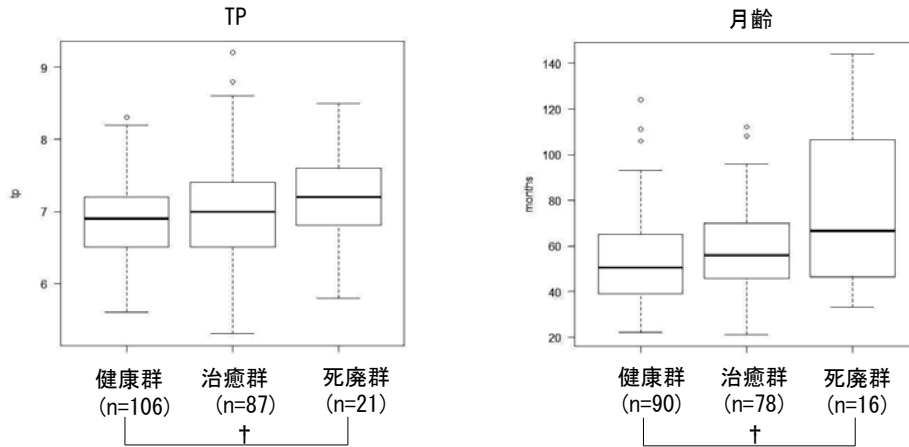 TP
月齢
9
8
7
6
tp
140
120
100
80
60
40
20
months
健康群 治癒群 死廃群
(n=106) (n=87) (n=21)
†
健康群 治癒群 死廃群
(n=90) (n=78) (n=16)
†